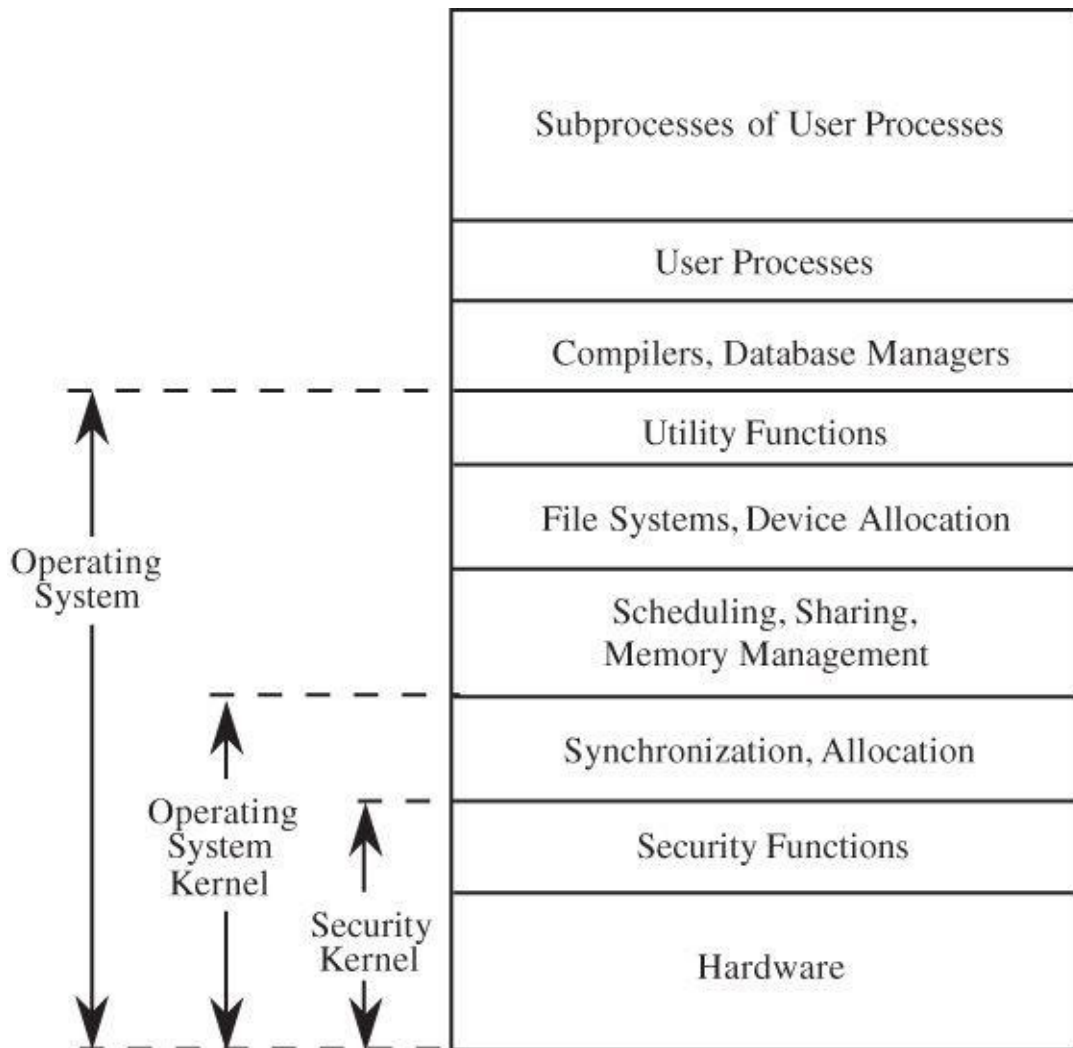 Subprocesses of User Processes
User Processes
Compilers, Database Managers
Utility Functions
File Systems, Device Allocation
Scheduling, Sharing,
Memory Management
Synchronization, Allocation
Security Functions
Hardware
Operating
System
Operating
System
Kernel
Security
Kernel